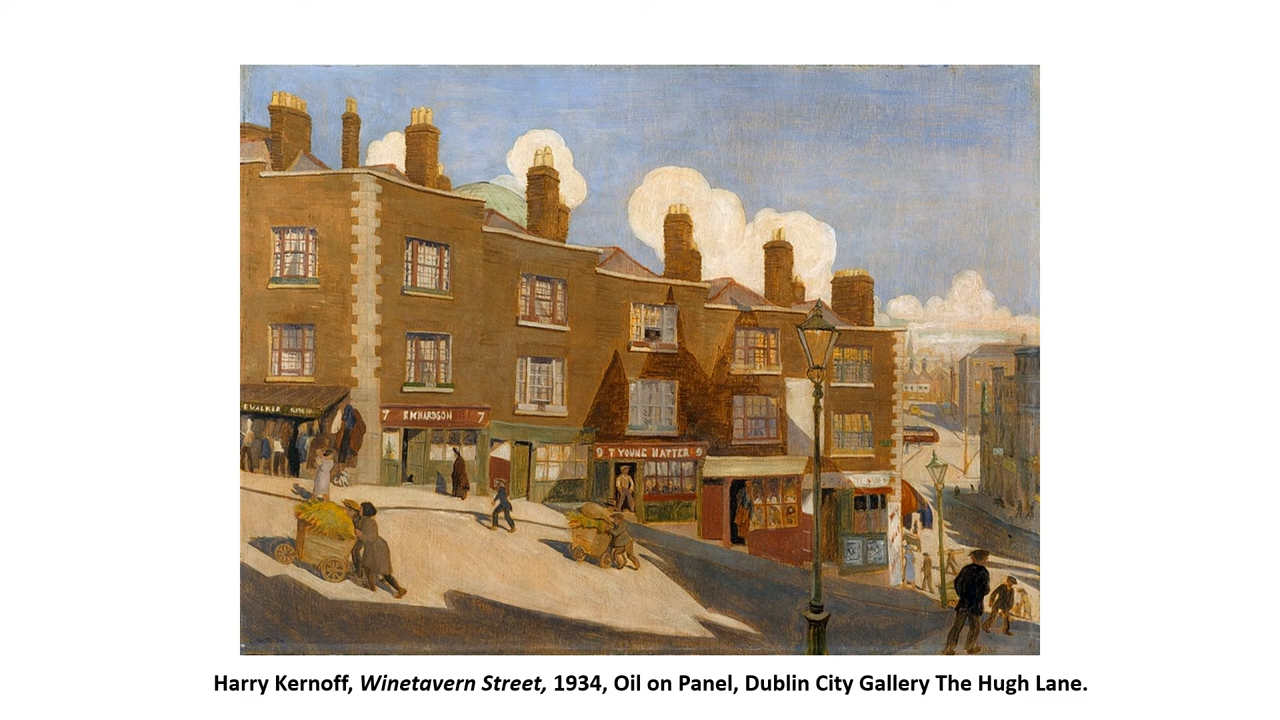 WALKER
7 RICHARDSON 7
9 T YOUNG HATTER 9
Harry Kernoff, Winetavern Street, 1934, Oil on Panel, Dublin City Gallery The Hugh Lane.